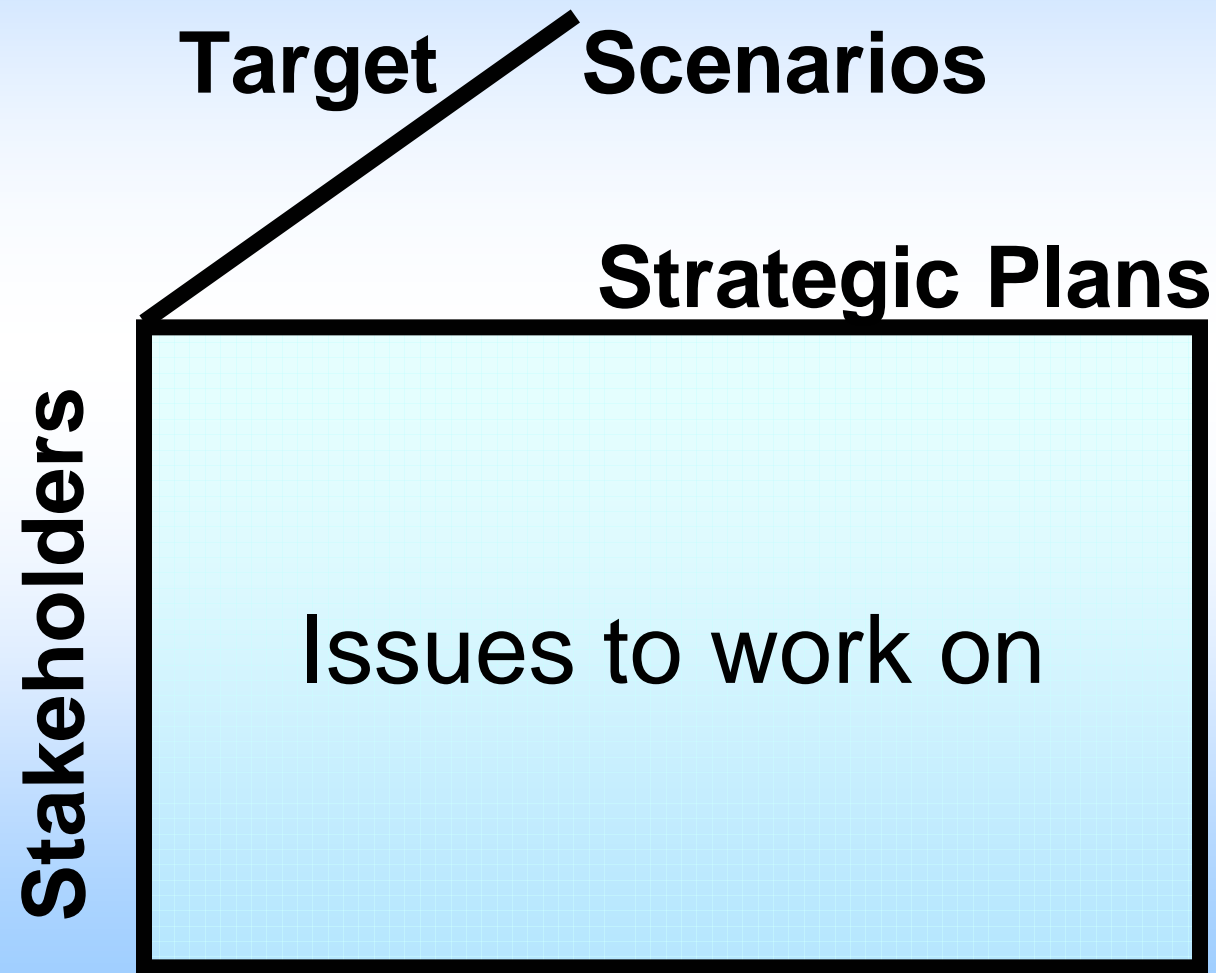 Target Scenarios
Strategic Plans
Stakeholders
Issues to work on